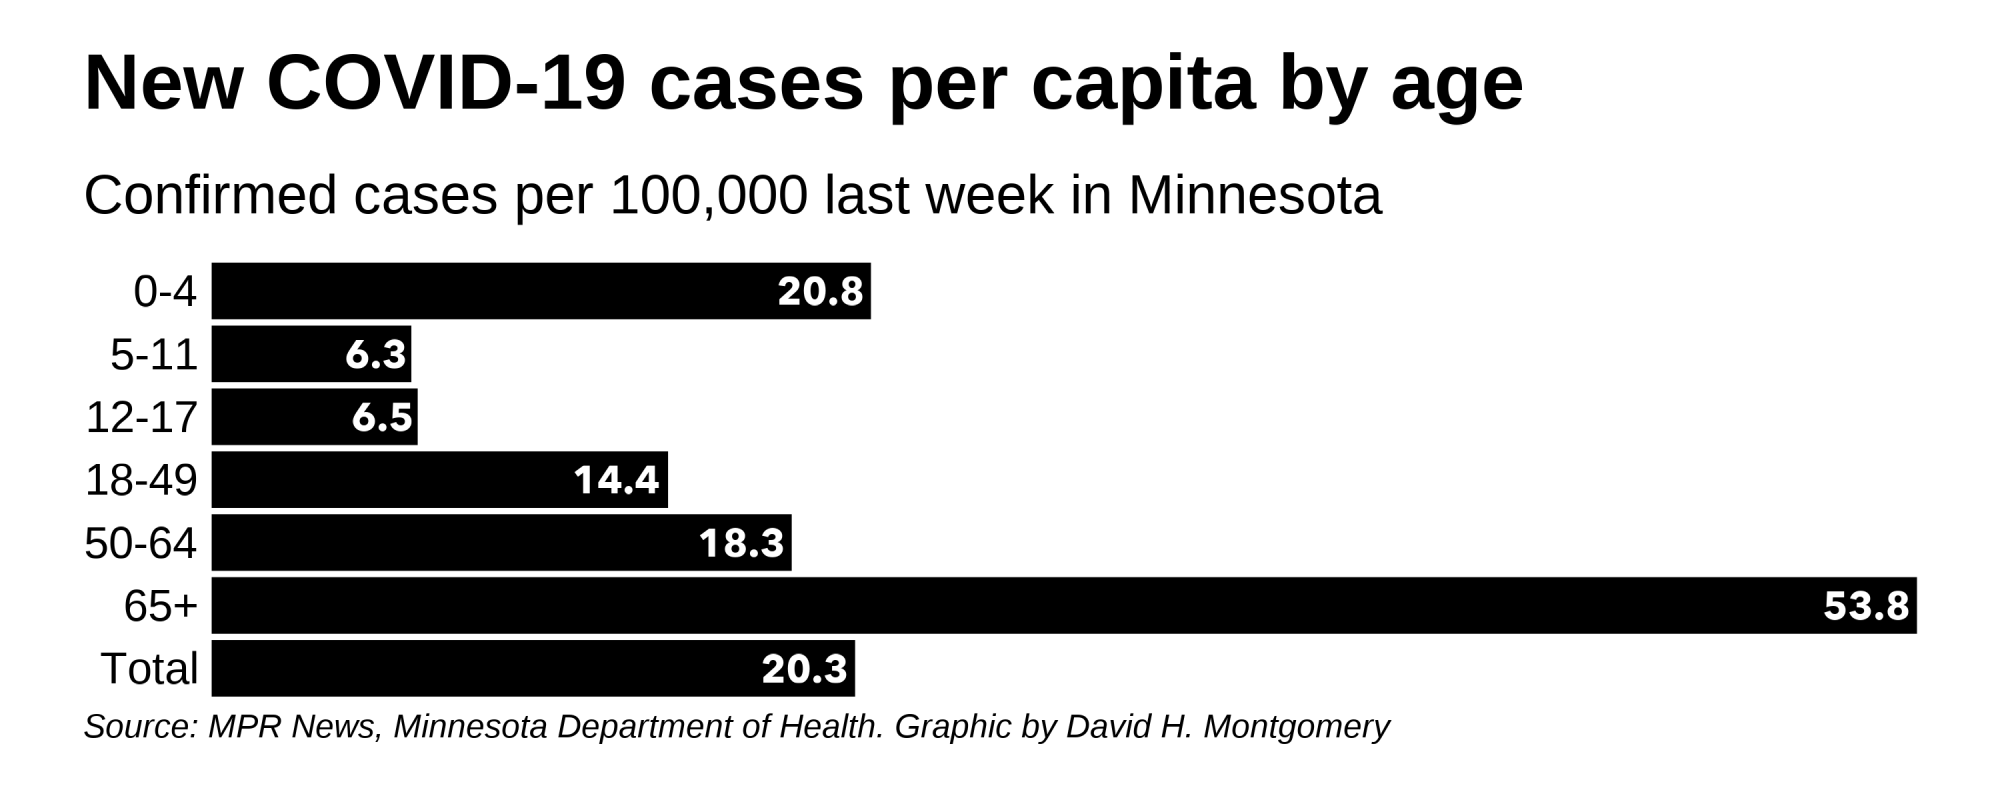 New COVID-19 cases per capita by age
Confirmed cases per 100,000 last week in Minnesota
0-4 20.8
5-11 6.3
12-17 6.5
18-49 14.4
50-64 18.3
65+ 53.8
Total 20.3
Source: MPR News, Minnesota Department of Health. Graphic by David H. Montgomery